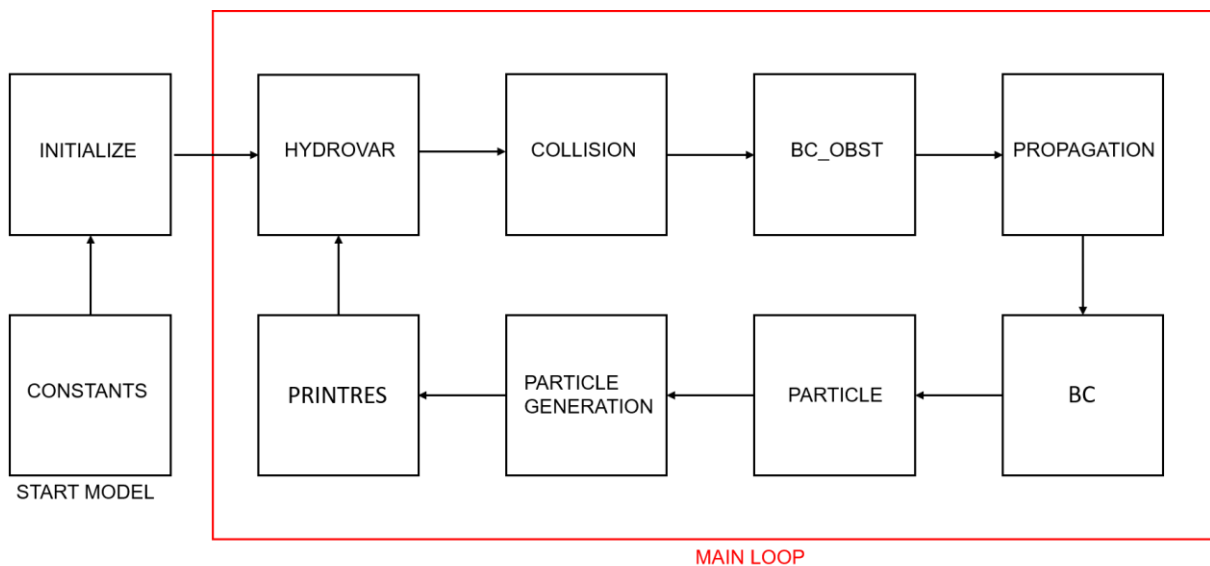 INITIALIZE
HYDROVAR
COLLISION
BC_OBST
PROPAGATION
CONSTANTS
PRINTRES
PARTICLE
GENERATION
PARTICLE
BC
START MODEL
MAIN LOOP